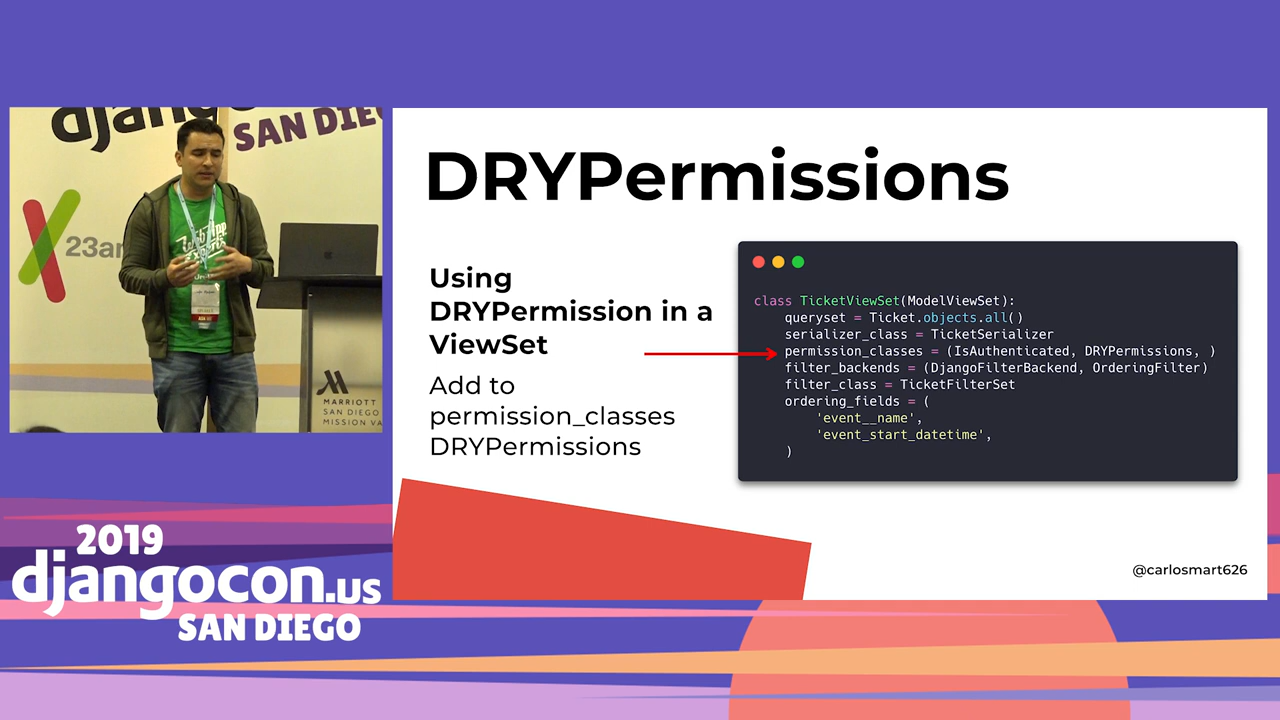 djang
SAN DIE
23an
MARRIOTT
SAN DIEGO
MISSION VA
2019
djangocon.us
SAN DIEGO
DRYPermissions
Using
DRYPermission in a
ViewSet
Add to
permission_classes
DRYPermissions
class TicketViewSet(ModelViewSet):
queryset = Ticket.objects.all()
serializer_class = TicketSerializer
permission_classes = (IsAuthenticated, DRYPermissions, )
filter_backends = (DjangoFilterBackend, OrderingFilter)
filter_class = TicketFilterSet
ordering_fields = (
'event__name',
'event_start_datetime',
)
@carlosmart626